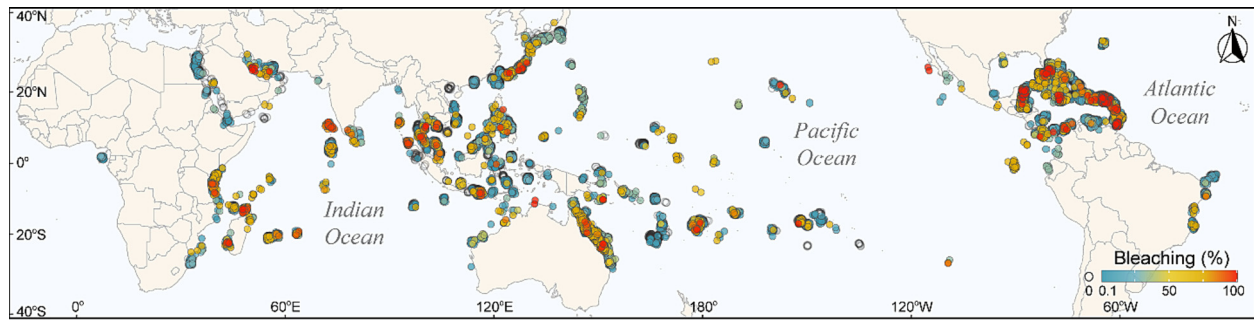 40°N
20°N
0°
20°S
40°S
0°
60°E
120°E
180°
120°W
60°W
Indian
Ocean
Pacific
Ocean
Atlantic
Ocean
N
Bleaching (%)
0 0.1 50 100